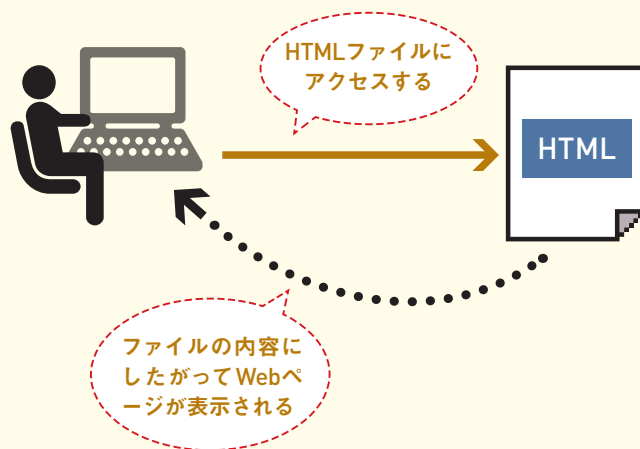 HTMLファイルに
アクセスする
HTML
ファイルの内容に
したがってWebペ
ージが表示される